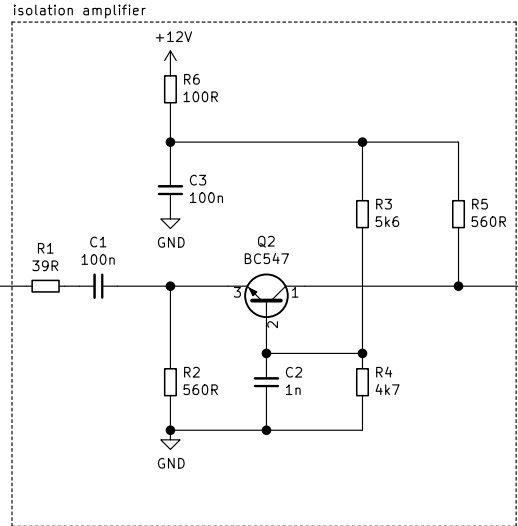 isolation amplifier
+12V
R6
100R
C3
100n
GND
R3
5k6
R5
560R
R1
39R
C1
100n
Q2
BC547
3
1
2
R2
560R
C2
1n
R4
4k7
GND